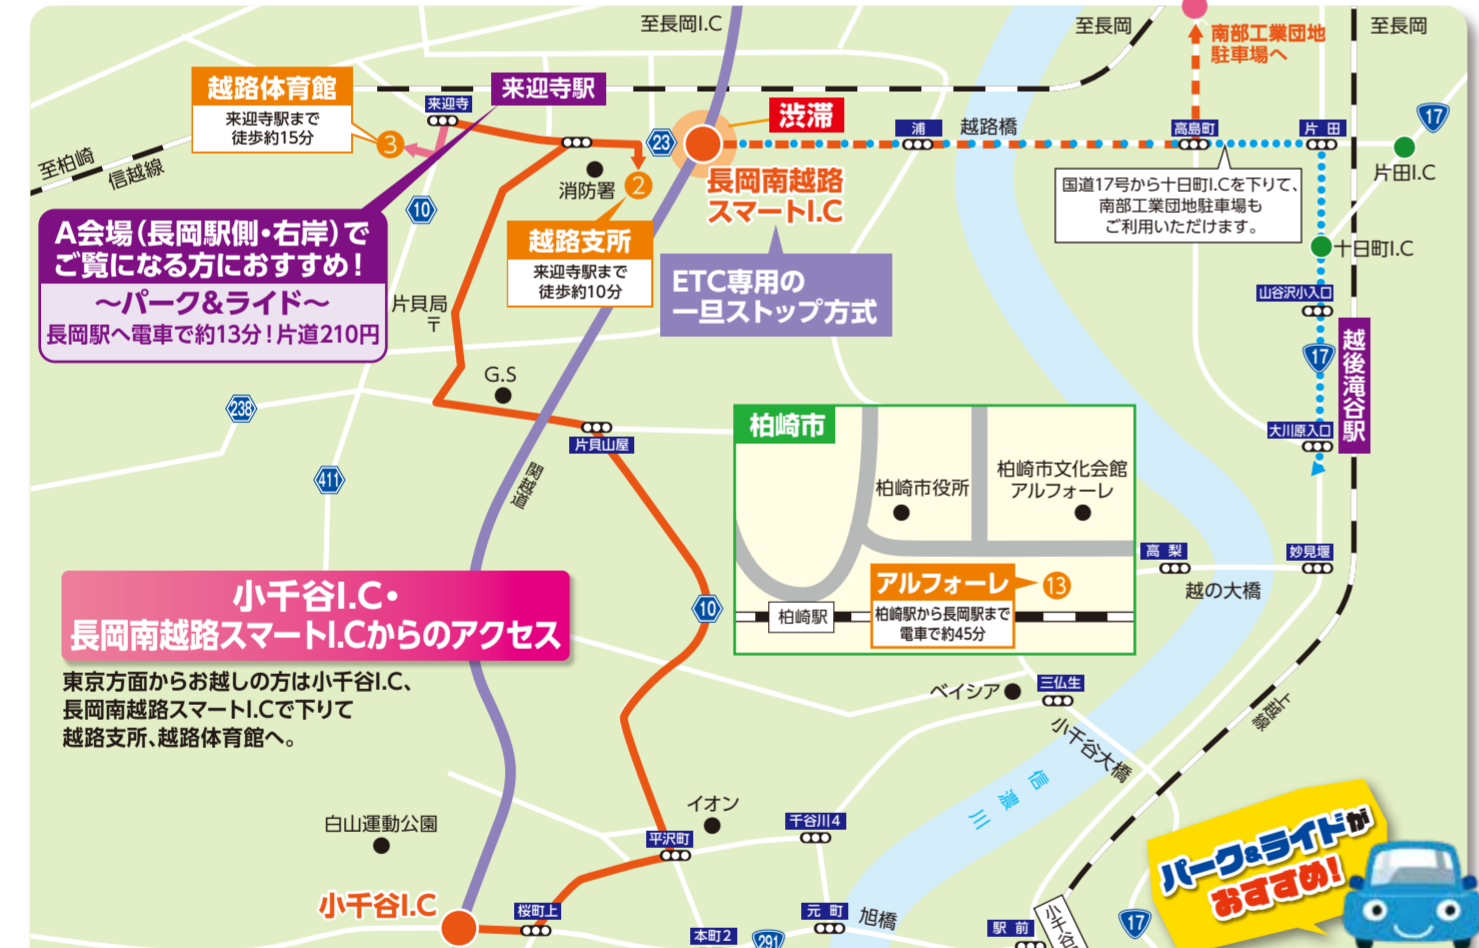 至長岡I.C
至長岡
南部工業団地
駐車場へ
至長岡
越路体育館
来迎寺駅まで
徒歩約15分
来迎寺
来迎寺駅
3
23
渋滞
浦
越路橋
高島町
片田
17
片田I.C
至柏崎
信越線
消防署
2
長岡南越路
スマートI.C
国道17号から十日町I.Cを下りて、
南部工業団地駐車場も
ご利用いただけます。
十日町I.C
10
A会場(長岡駅側・右岸)で
ご覧になる方におすすめ!
〜パーク&ライド〜
長岡駅へ電車で約13分!片道210円
越路支所
来迎寺駅まで
徒歩約10分
ETC専用の
一旦ストップ方式
片貝局
〒
山谷沢小入口
17
越後滝谷駅
G.S
238
片貝山屋
大川原入口
411
関越道
柏崎市
柏崎市役所
柏崎市文化会館
アルフォーレ
アルフォーレ
13
柏崎駅から長岡駅まで
電車で約45分
柏崎駅
高梨
妙見堰
越の大橋
小千谷I.C・
長岡南越路スマートI.Cからのアクセス
10
東京方面からお越しの方は小千谷I.C、
長岡南越路スマートI.Cで下りて
越路支所、越路体育館へ。
ベイシア
三仏生
小千谷大橋
上越線
信濃川
白山運動公園
イオン
平沢町
千谷川4
パーク&ライドが
おすすめ!
小千谷I.C
桜町上
本町2
291
元町
旭橋
駅前
小千谷
17